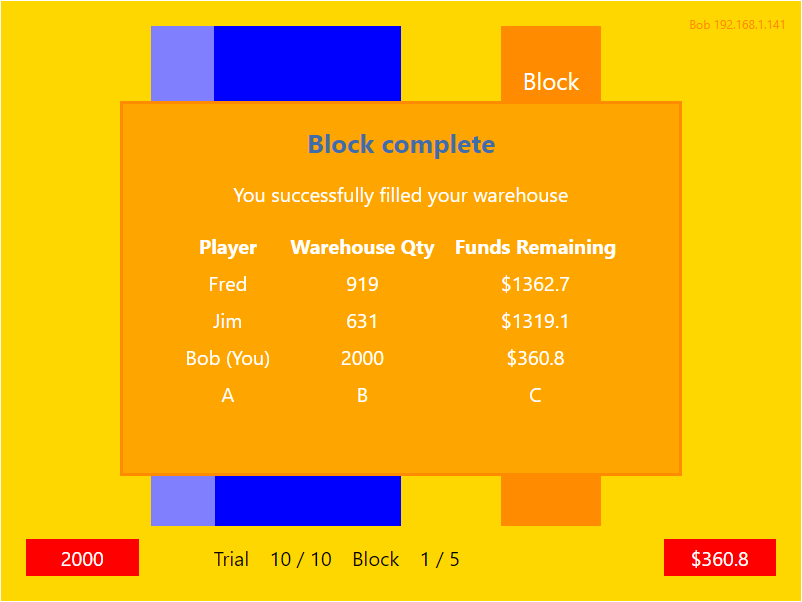 Bob 192.168.1.141
Block
Block complete
You successfully filled your warehouse
Player Warehouse Qty Funds Remaining
Fred 919 $1362.7
Jim 631 $1319.1
Bob (You) 2000 $360.8
A B C
2000 Trial 10 / 10 Block 1 / 5 $360.8